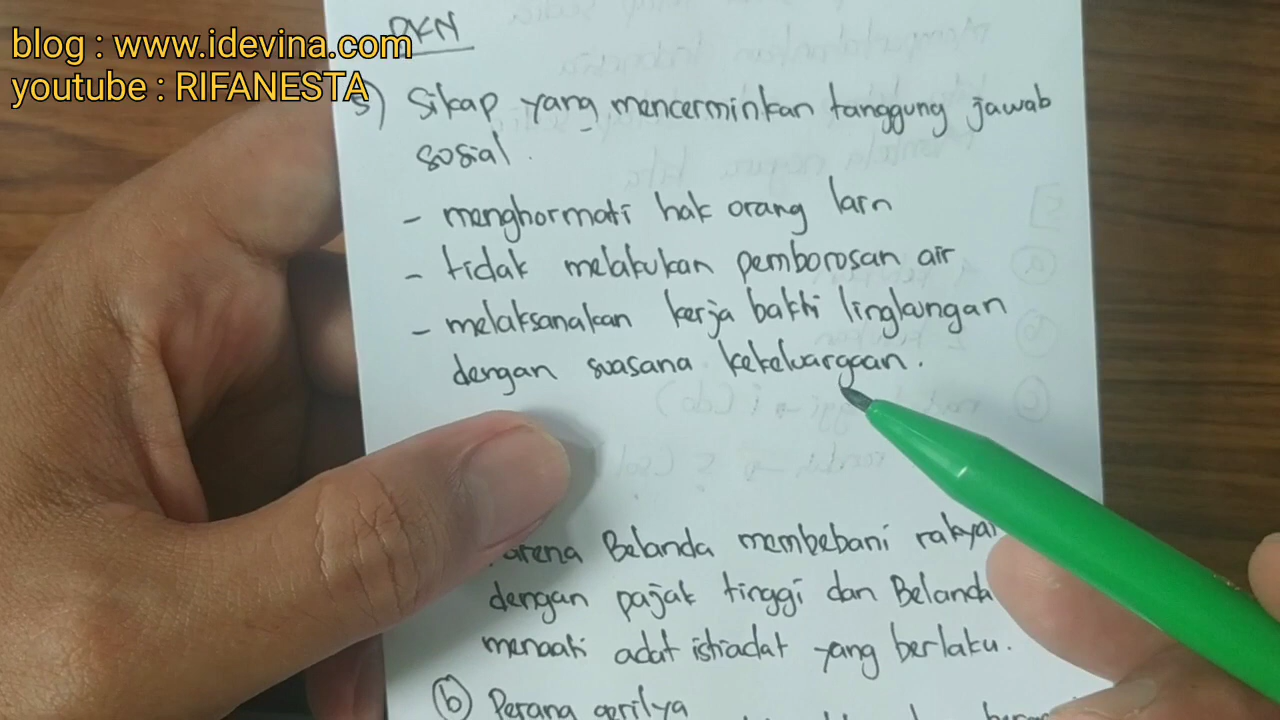 blog : www.idevina.com
youtube : RIFANESTA
PKN
5) Sikap yang mencerminkan tanggung jawab
sosial.
- menghormati hak orang lain
- tidak melakukan pemborosan air
- melaksanakan kerja bakti lingkungan
dengan suasana kekeluargaan.
Belanda membebani rakyat
dengan pajak tinggi dan Belanda
menaati adat istiadat yang berlaku.
(b) Perang gerilya